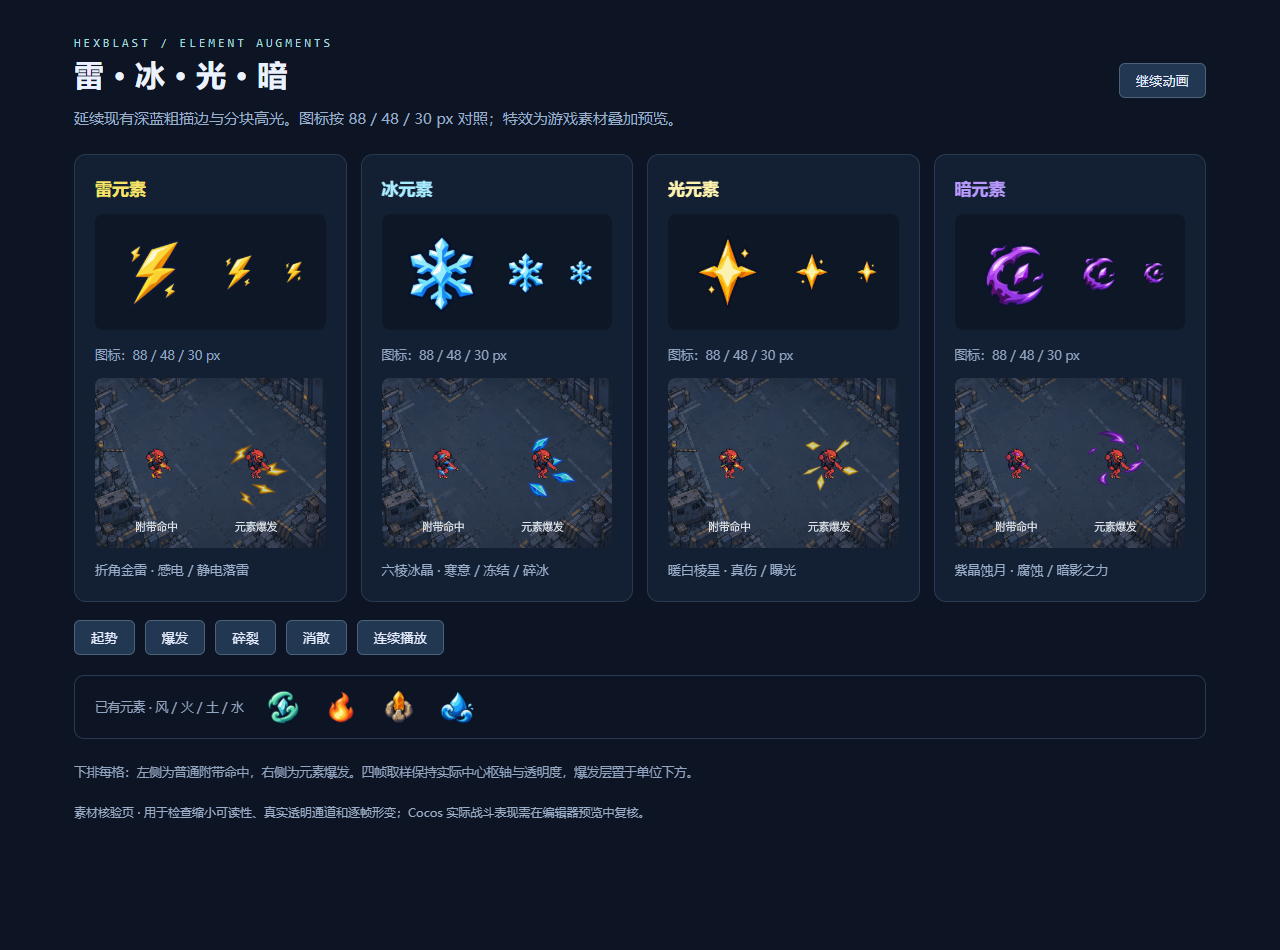 HEXBLAST / ELEMENT AUGMENTS
雷·冰·光·暗
继续动画
延续现有深蓝粗描边与分块高光。图标按 88 / 48 / 30 px 对照；特效为游戏素材叠加预览。
雷元素
冰元素
光元素
暗元素
图标：88 / 48 / 30 px
图标：88 / 48 / 30 px
图标：88 / 48 / 30 px
图标：88 / 48 / 30 px
附带命中 元素爆发
附带命中 元素爆发
附带命中 元素爆发
附带命中 元素爆发
折角金雷 · 感电 / 静电落雷
六棱冰晶 · 寒意 / 冻结 / 碎冰
暖白棱星 · 真伤 / 曝光
紫晶蚀月 · 腐蚀 / 暗影之力
起势
爆发
碎裂
消散
连续播放
已有元素 · 风 / 火 / 土 / 水
下排每格：左侧为普通附带命中，右侧为元素爆发。四帧取样保持实际中心枢轴与透明度，爆发层置于单位下方。
素材核验页 · 用于检查缩小可读性、真实透明通道和逐帧形变；Cocos 实际战斗表现需在编辑器预览中复核。